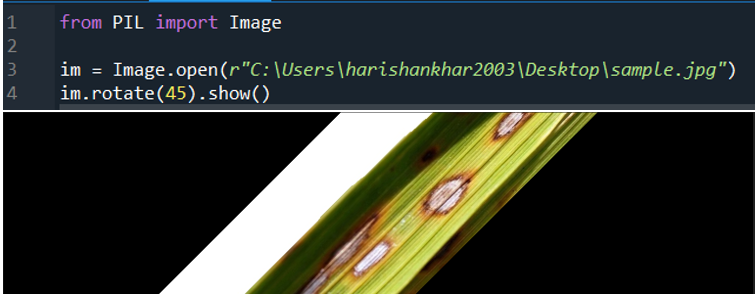 1 from PIL import Image
2
3 im = Image.open(r"C:\Users\harishankhar2003\Desktop\sample.jpg")
4 im.rotate(45).show()